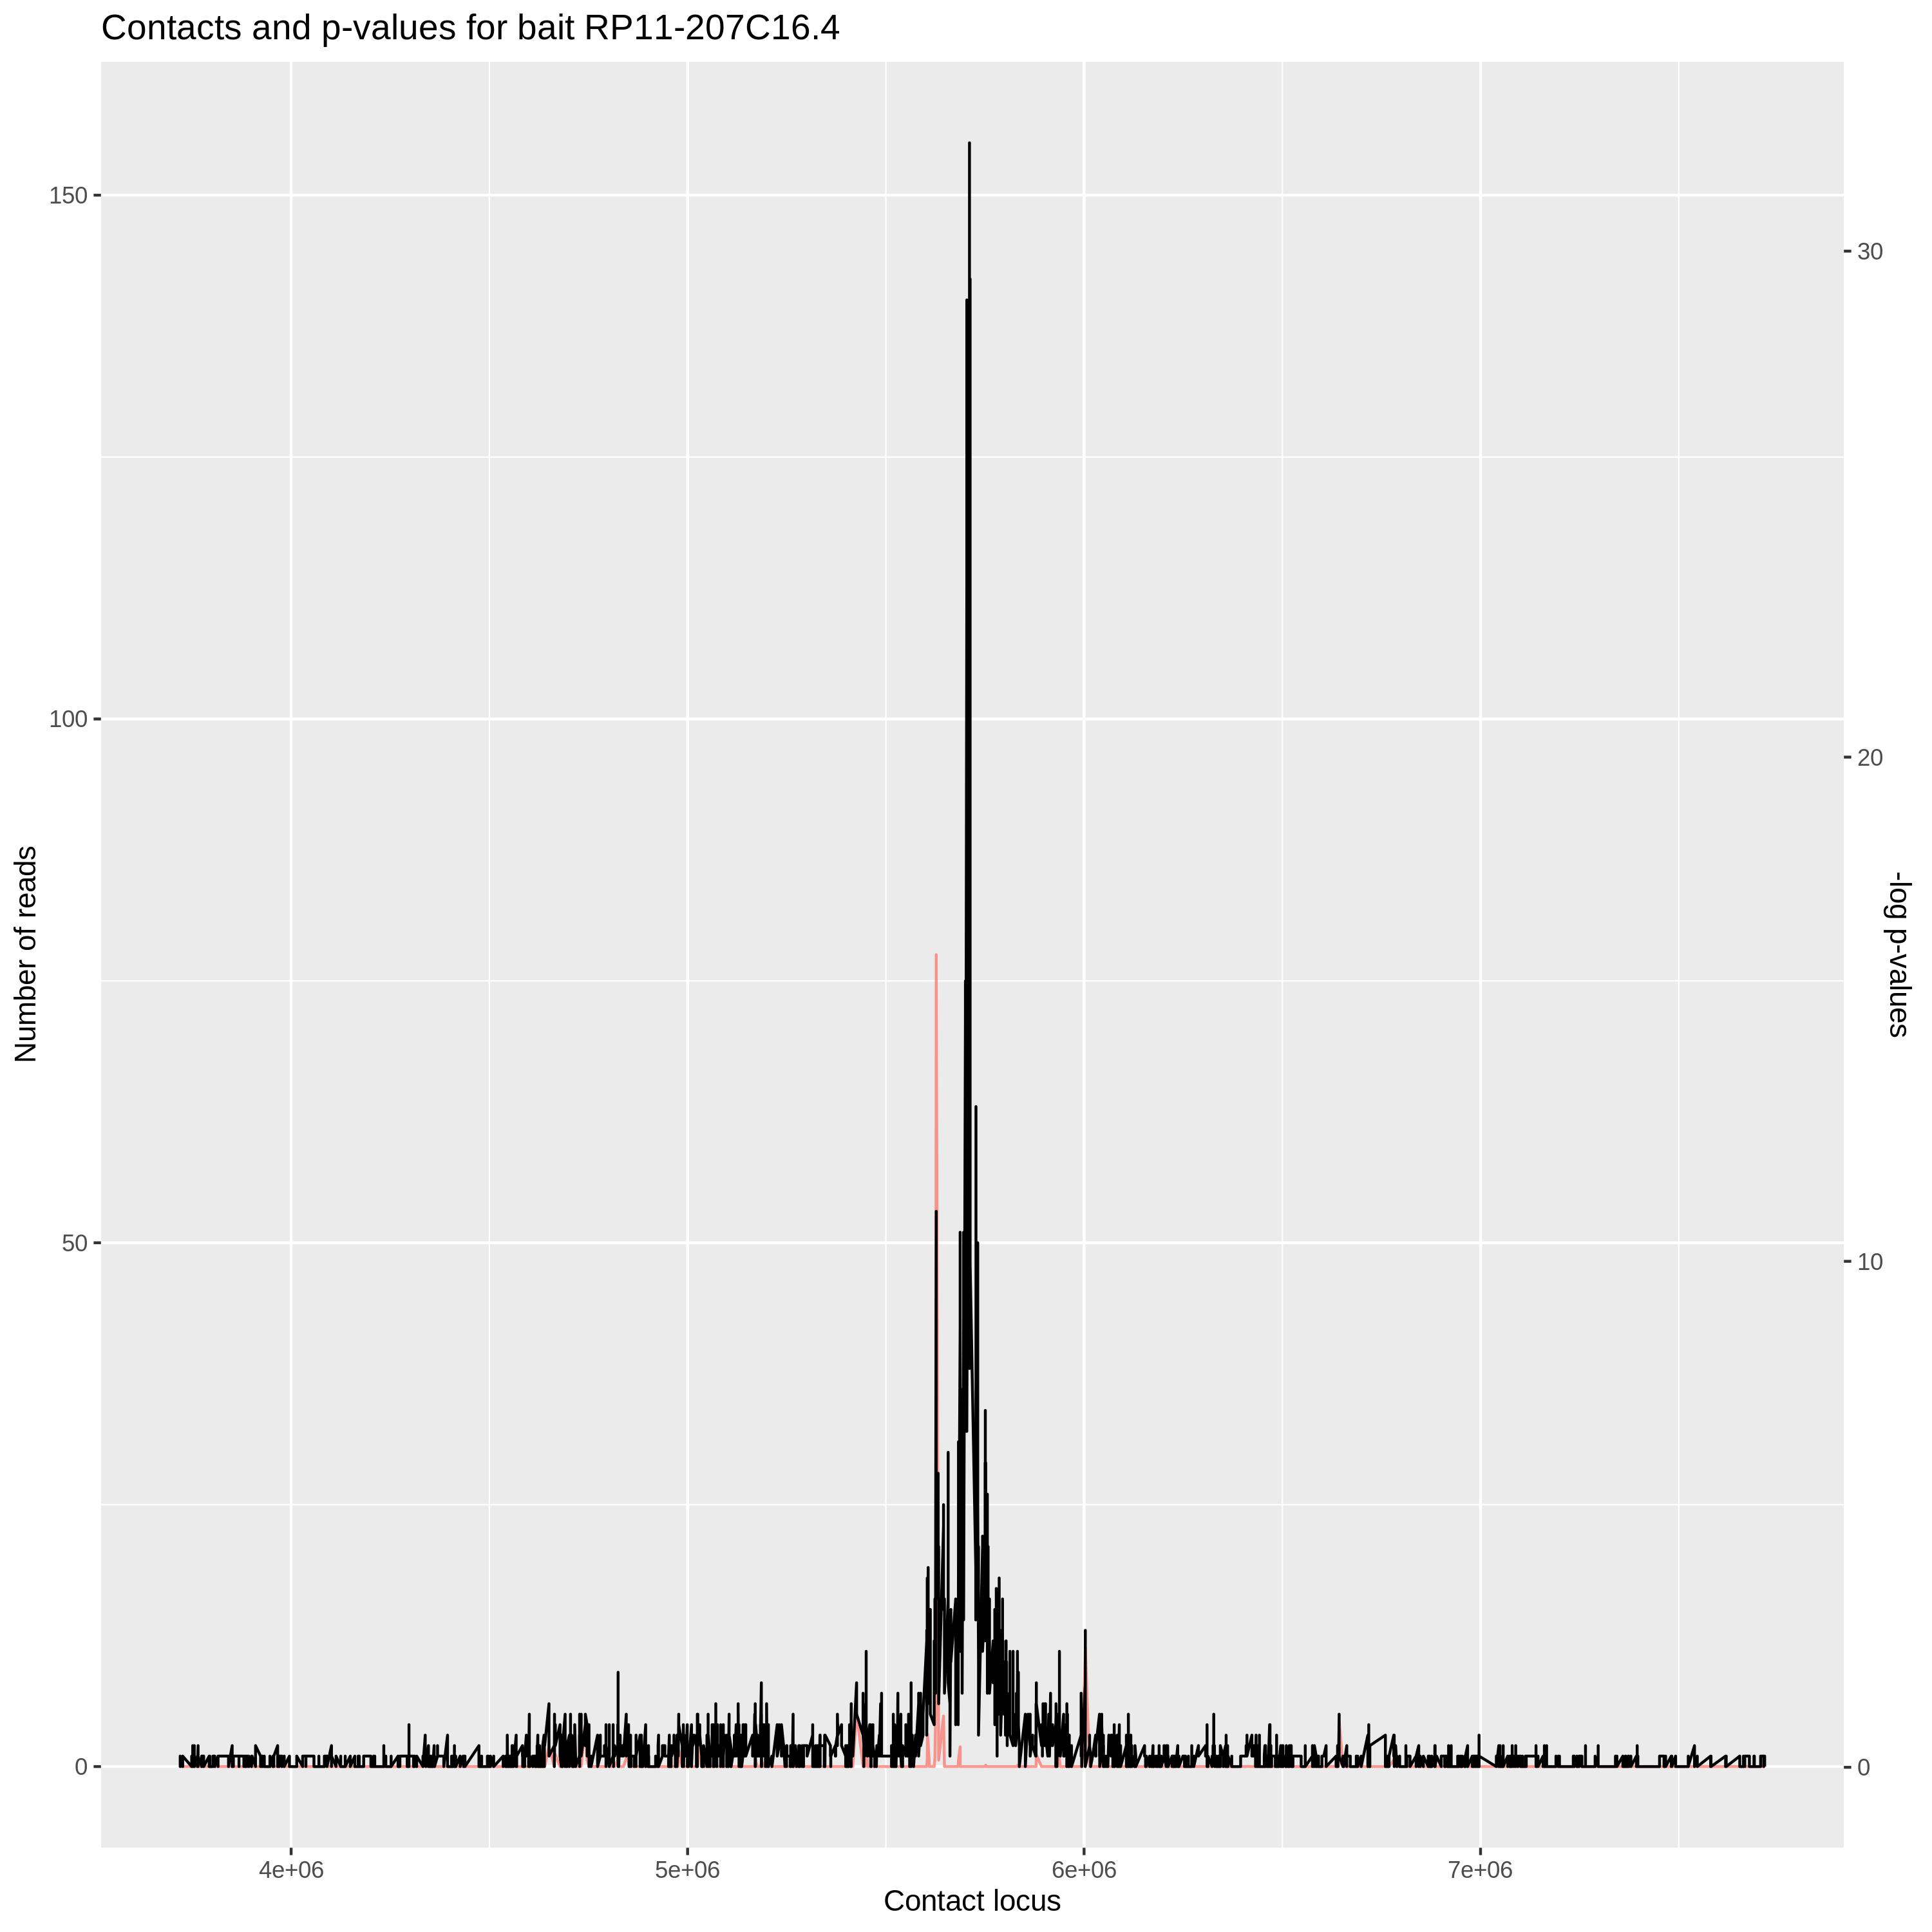 Contacts and p-values for bait RP11-207C16.4
150
100
50
0
Number of reads
30
20
10
0
-log p-values
4e+06
5e+06
6e+06
7e+06
Contact locus